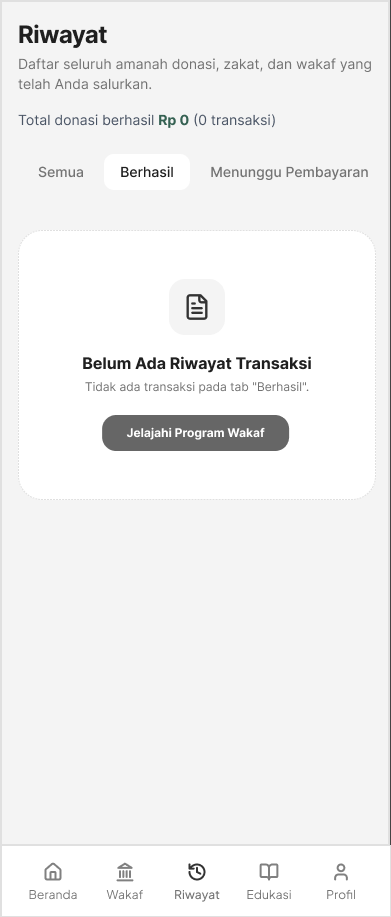 Riwayat
Daftar seluruh amanah donasi, zakat, dan wakaf yang
telah Anda salurkan.
Total donasi berhasil Rp 0 (0 transaksi)
Semua Berhasil Menunggu Pembayaran
Belum Ada Riwayat Transaksi
Tidak ada transaksi pada tab "Berhasil".
Jelajahi Program Wakaf
Beranda Wakaf Riwayat Edukasi Profil